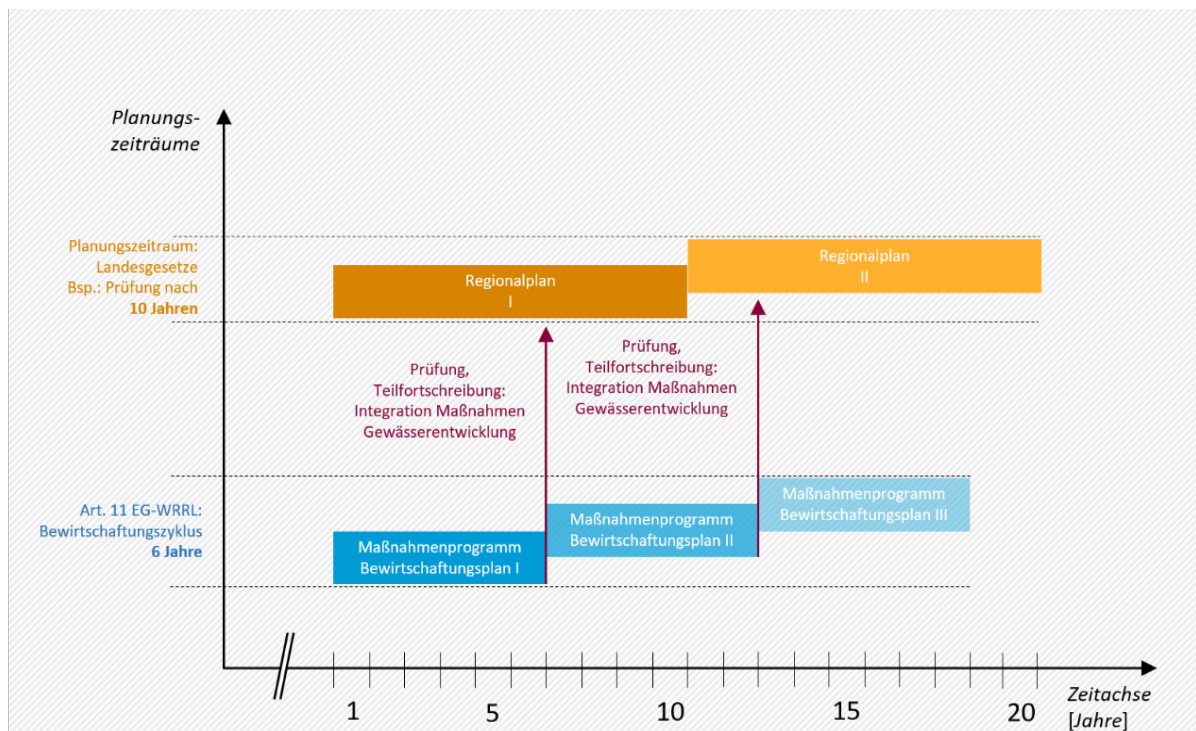 Planungs-
zeiträume
Planungszeitraum:
Landesgesetze
Bsp.: Prüfung nach
10 Jahren
Regionalplan
I
Regionalplan
II
Prüfung,
Teilfortschreibung:
Integration Maßnahmen
Gewässerentwicklung
Prüfung,
Teilfortschreibung:
Integration Maßnahmen
Gewässerentwicklung
Art. 11 EG-WRRL:
Bewirtschaftungszyklus
6 Jahre
Maßnahmenprogramm
Bewirtschaftungsplan I
Maßnahmenprogramm
Bewirtschaftungsplan II
Maßnahmenprogramm
Bewirtschaftungsplan III
1 5 10 15 20
Zeitachse
[Jahre]